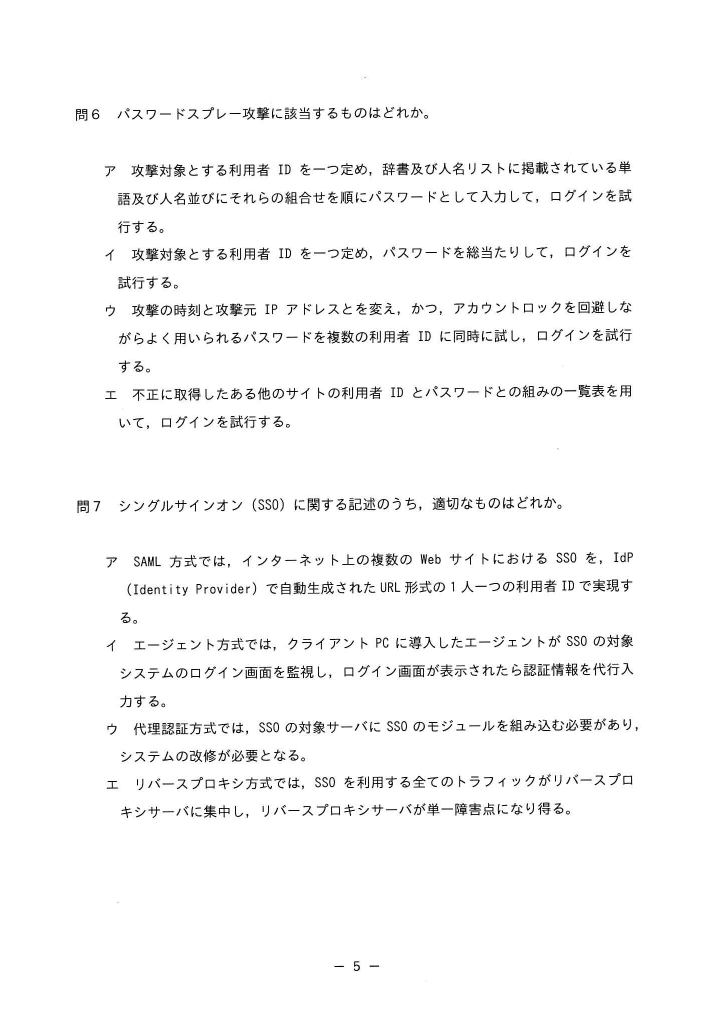 問６　パスワードスプレー攻撃に該当するものはどれか。
ア　攻撃対象とする利用者 ID を一つ定め，辞書及び人名リストに掲載されている単
語及び人名並びにそれらの組合せを順にパスワードとして入力して，ログインを試
行する。
イ　攻撃対象とする利用者 ID を一つ定め，パスワードを総当たりして，ログインを
試行する。
ウ　攻撃の時刻と攻撃元 IP アドレスとを変え，かつ，アカウントロックを回避しな
がらよく用いられるパスワードを複数の利用者 ID に同時に試し，ログインを試行
する。
エ　不正に取得したある他のサイトの利用者 ID とパスワードとの組みの一覧表を用
いて，ログインを試行する。
問７　シングルサインオン（SSO）に関する記述のうち，適切なものはどれか。
ア　SAML 方式では，インターネット上の複数の Web サイトにおける SSO を，IdP
（Identity Provider）で自動生成された URL 形式の１人一つの利用者 ID で実現す
る。
イ　エージェント方式では，クライアント PC に導入したエージェントが SSO の対象
システムのログイン画面を監視し，ログイン画面が表示されたら認証情報を代行入
力する。
ウ　代理認証方式では，SSO の対象サーバに SSO のモジュールを組み込む必要があり，
システムの改修が必要となる。
エ　リバースプロキシ方式では，SSO を利用する全てのトラフィックがリバースプロ
キシサーバに集中し，リバースプロキシサーバが単一障害点になり得る。
－ 5 －